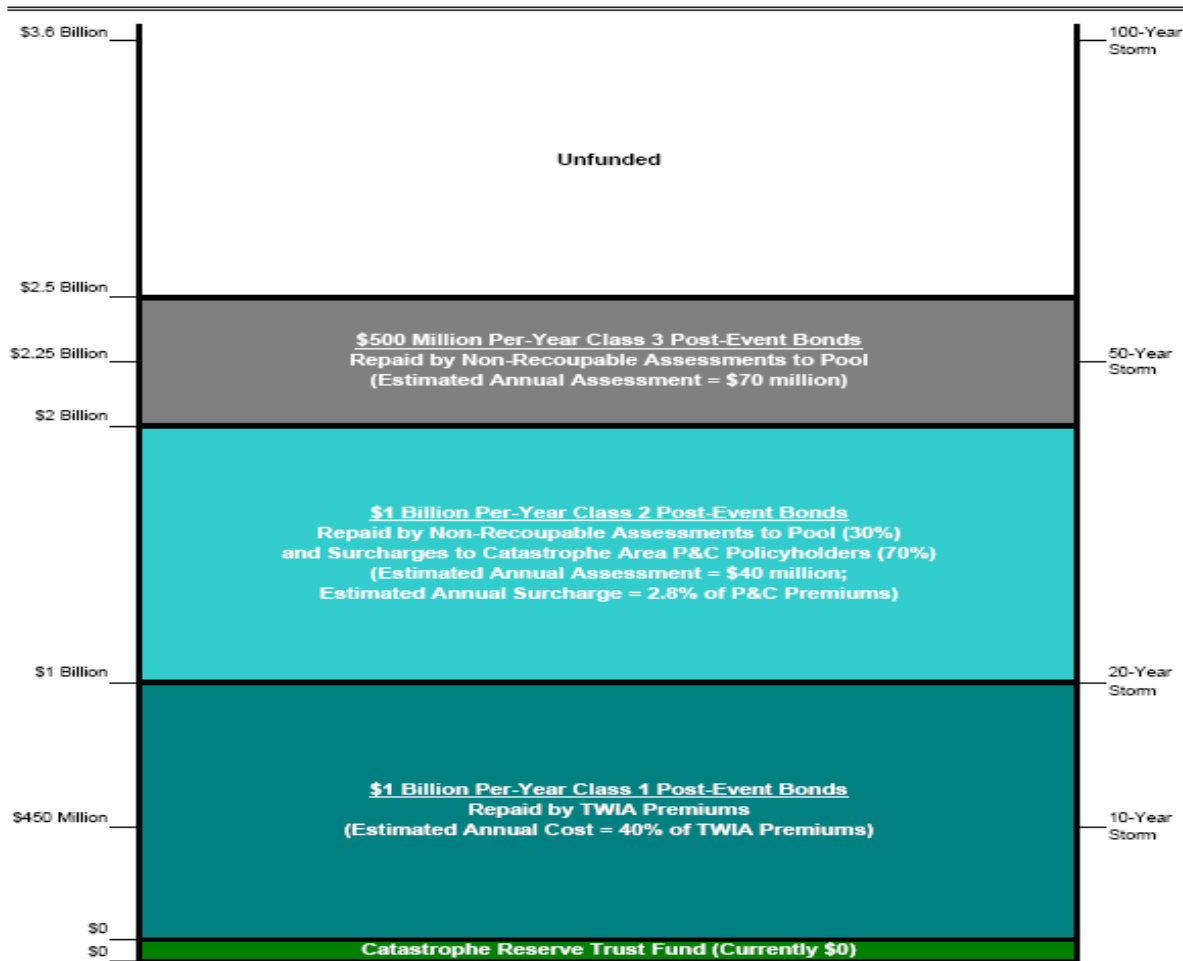 $3.6 Billion
100-Year
Storm
Unfunded
$2.5 Billion
$500 Million Per-Year Class 3 Post-Event Bonds
Repaid by Non-Recoupable Assessments to Pool
(Estimated Annual Assessment = $70 million)
$2.25 Billion
50-Year
Storm
$2 Billion
$1 Billion Per-Year Class 2 Post-Event Bonds
Repaid by Non-Recoupable Assessments to Pool (30%)
and Surcharges to Catastrophe Area P&C Policyholders (70%)
(Estimated Annual Assessment = $40 million;
Estimated Annual Surcharge = 2.8% of P&C Premiums)
$1 Billion
20-Year
Storm
$1 Billion Per-Year Class 1 Post-Event Bonds
Repaid by TWIA Premiums
(Estimated Annual Cost = 40% of TWIA Premiums)
$450 Million
10-Year
Storm
$0
$0
Catastrophe Reserve Trust Fund (Currently $0)